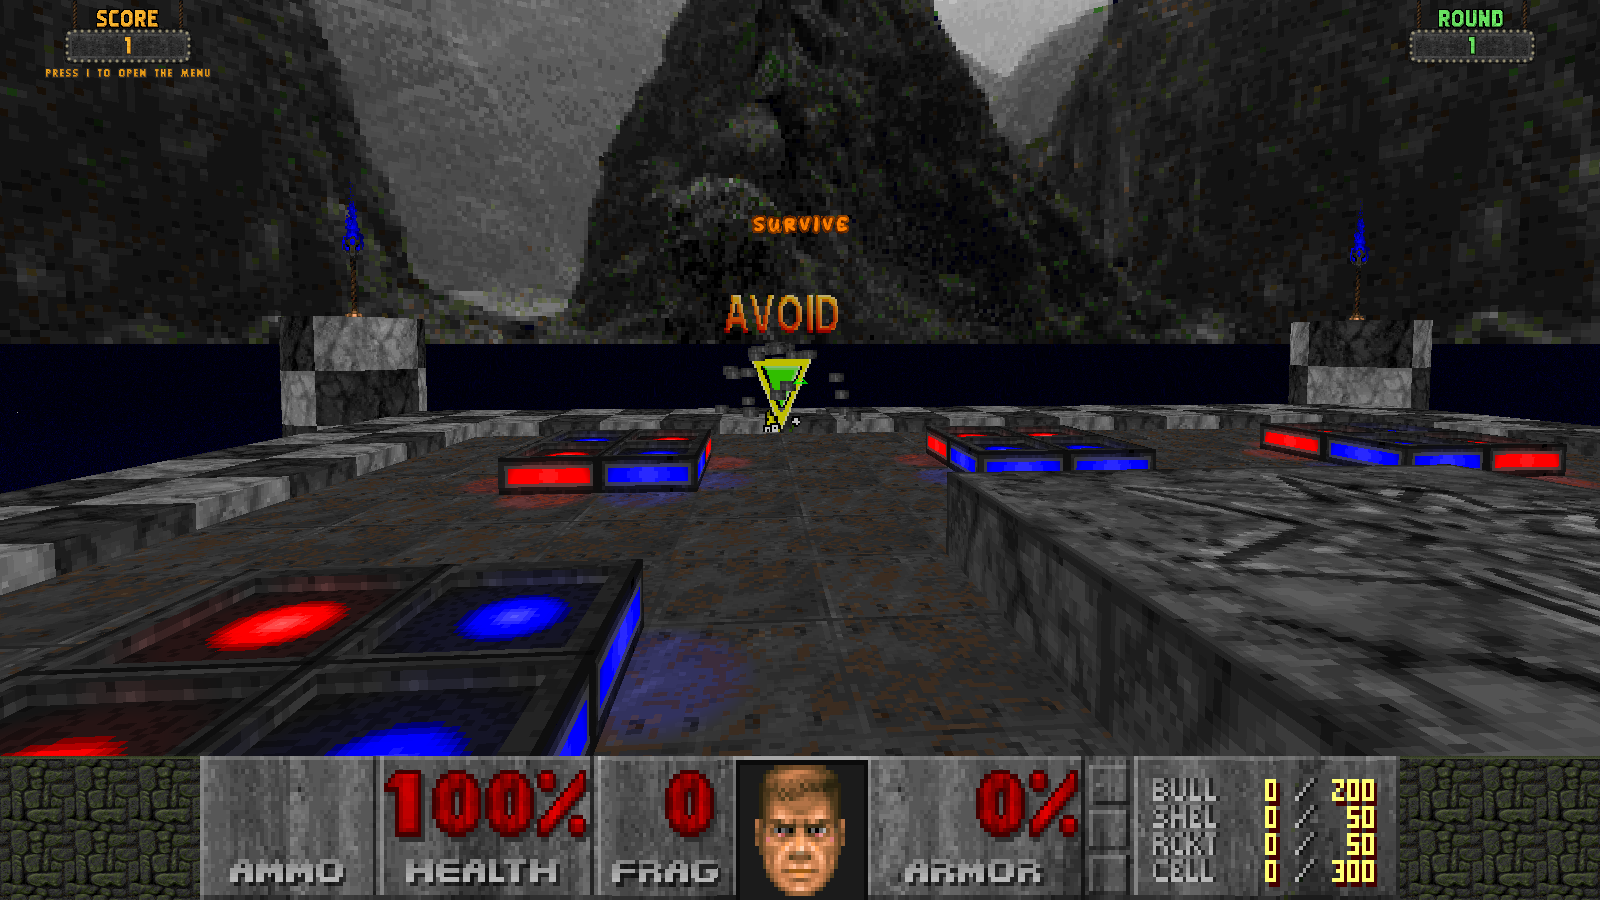 SCORE
1
PRESS I TO OPEN THE MENU
ROUND
1
SURVIVE
AVOID
100% 0 0%
AMMO HEALTH FRAG ARMOR
BULL 0 / 200
SHEL 0 / 50
RCKT 0 / 50
CELL 0 / 300